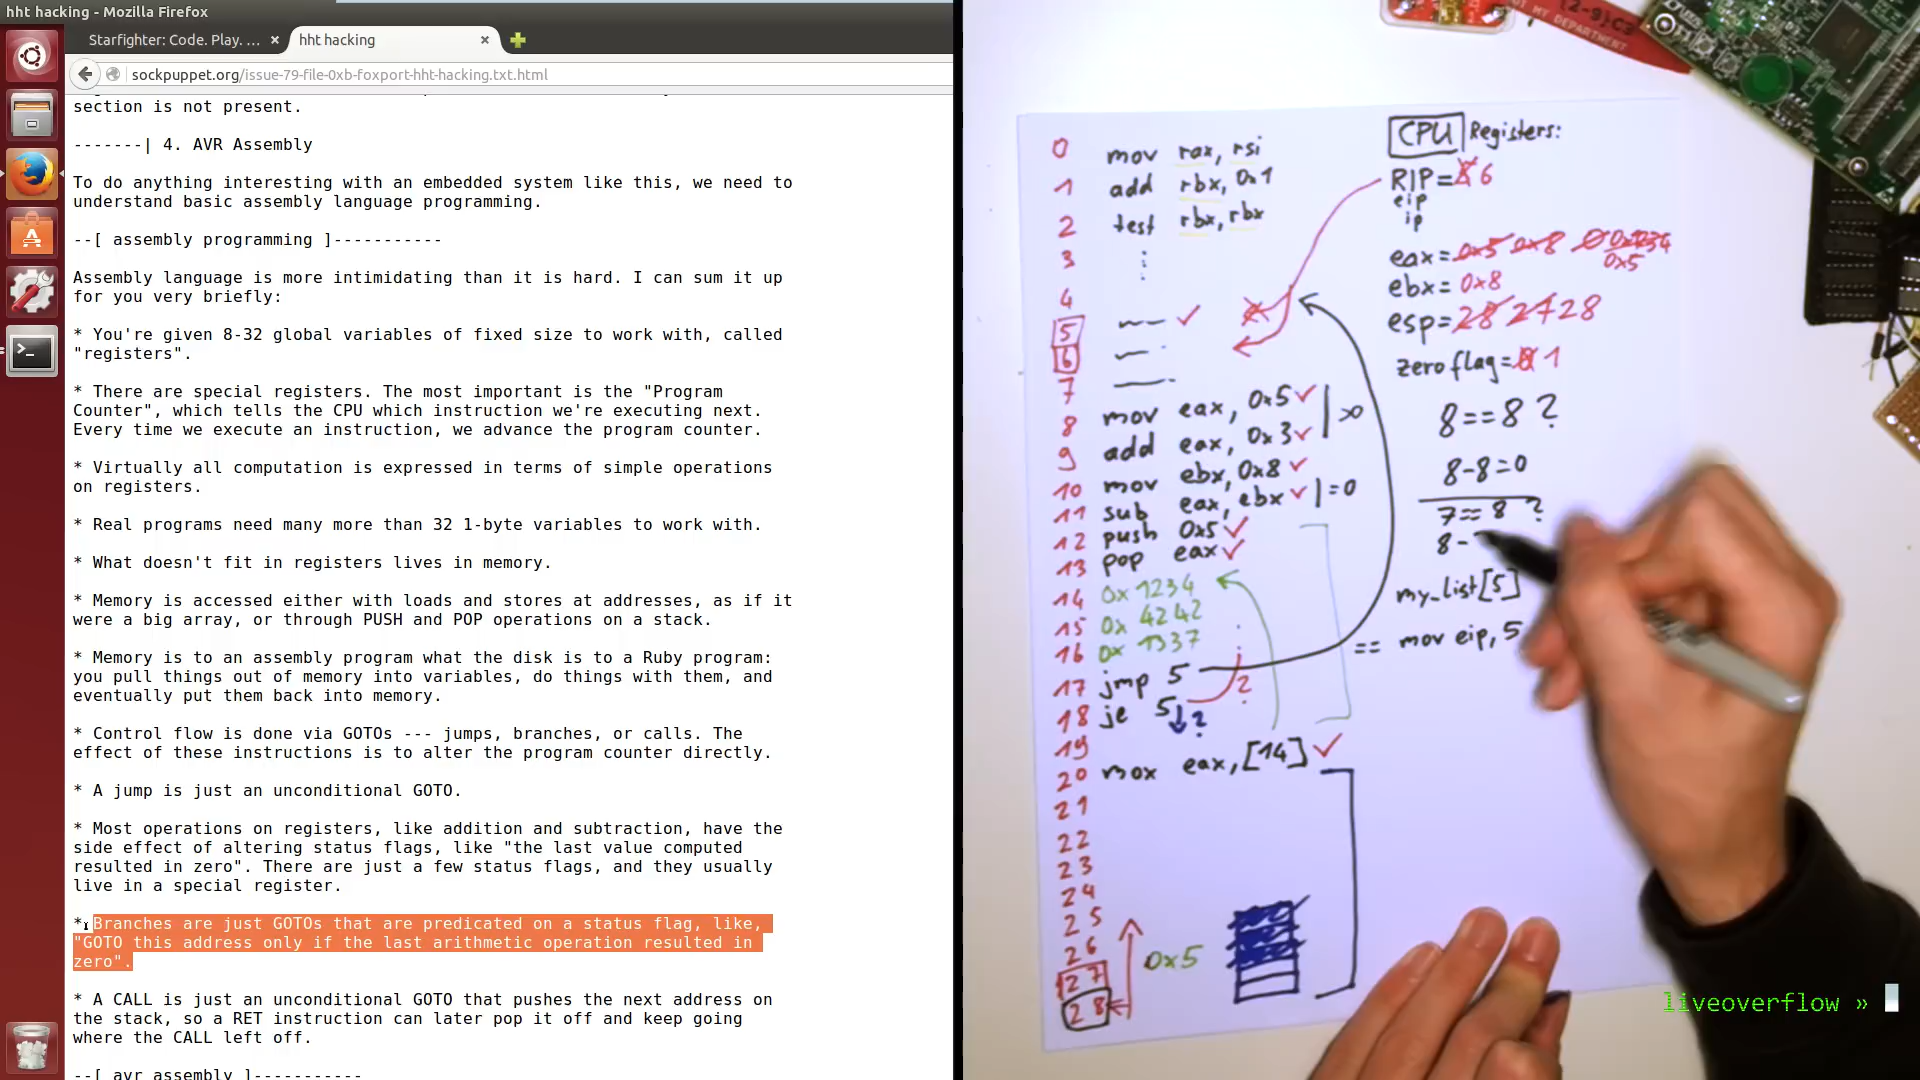 hht hacking - Mozilla Firefox
Starfighter: Code. Play. ...
hht hacking
sockpuppet.org/issue-79-file-0xb-foxport-hht-hacking.txt.html
section is not present.
-------| 4. AVR Assembly
To do anything interesting with an embedded system like this, we need to
understand basic assembly language programming.
--[ assembly programming ]-----------
Assembly language is more intimidating than it is hard. I can sum it up
for you very briefly:
* You're given 8-32 global variables of fixed size to work with, called
"registers".
* There are special registers. The most important is the "Program
Counter", which tells the CPU which instruction we're executing next.
Every time we execute an instruction, we advance the program counter.
* Virtually all computation is expressed in terms of simple operations
on registers.
* Real programs need many more than 32 1-byte variables to work with.
* What doesn't fit in registers lives in memory.
* Memory is accessed either with loads and stores at addresses, as if it
were a big array, or through PUSH and POP operations on a stack.
* Memory is to an assembly program what the disk is to a Ruby program:
you pull things out of memory into variables, do things with them, and
eventually put them back into memory.
* Control flow is done via GOTOs --- jumps, branches, or calls. The
effect of these instructions is to alter the program counter directly.
* A jump is just an unconditional GOTO.
* Most operations on registers, like addition and subtraction, have the
side effect of altering status flags, like "the last value computed
resulted in zero". There are just a few status flags, and they usually
live in a special register.
* Branches are just GOTOs that are predicated on a status flag, like,
"GOTO this address only if the last arithmetic operation resulted in
zero".
* A CALL is just an unconditional GOTO that pushes the next address on
the stack, so a RET instruction can later pop it off and keep going
where the CALL left off.
--[ avr assembly ]-----------
0 mov rax, rsi
1 add rbx, 0x1
2 test rbx, rbx
3
4
5
6
7
8 mov eax, 0x5
9 add eax, 0x3
10 mov ebx, 0x8
11 sub eax, ebx =0
12 push 0x5
13 pop eax
14 0x1234
15 0x4242
16 0x1337
17 jmp 5
18 je 5 ?
?
19
20 mox eax, [14]
21
22
23
24
25
26
27
28
0x5
CPU Registers:
RIP= 6
eip
ip
eax= 0x5 0x8 0 0x1234
0x5
ebx= 0x8
esp= 28 27 28
zero flag= 0 1
8==8 ?
8-8=0
7==8 ?
8-
my_list[5]
== mov eip, 5
MY DEPARTMENT
liveoverflow »